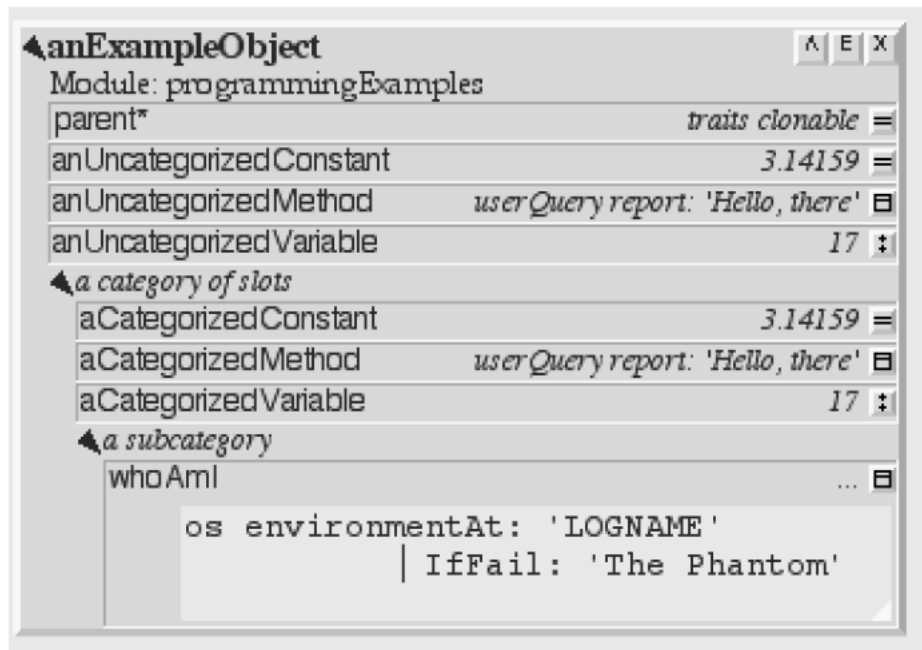 anExampleObject ʌ E X
Module: programmingExamples
parent* traits clonable =
anUncategorizedConstant 3.14159 =
anUncategorizedMethod userQuery report: 'Hello, there'
anUncategorizedVariable 17 :
a category of slots
aCategorizedConstant 3.14159 =
aCategorizedMethod userQuery report: 'Hello, there'
aCategorizedVariable 17 :
a subcategory
whoAmI ...
os environmentAt: 'LOGNAME'
| IfFail: 'The Phantom'